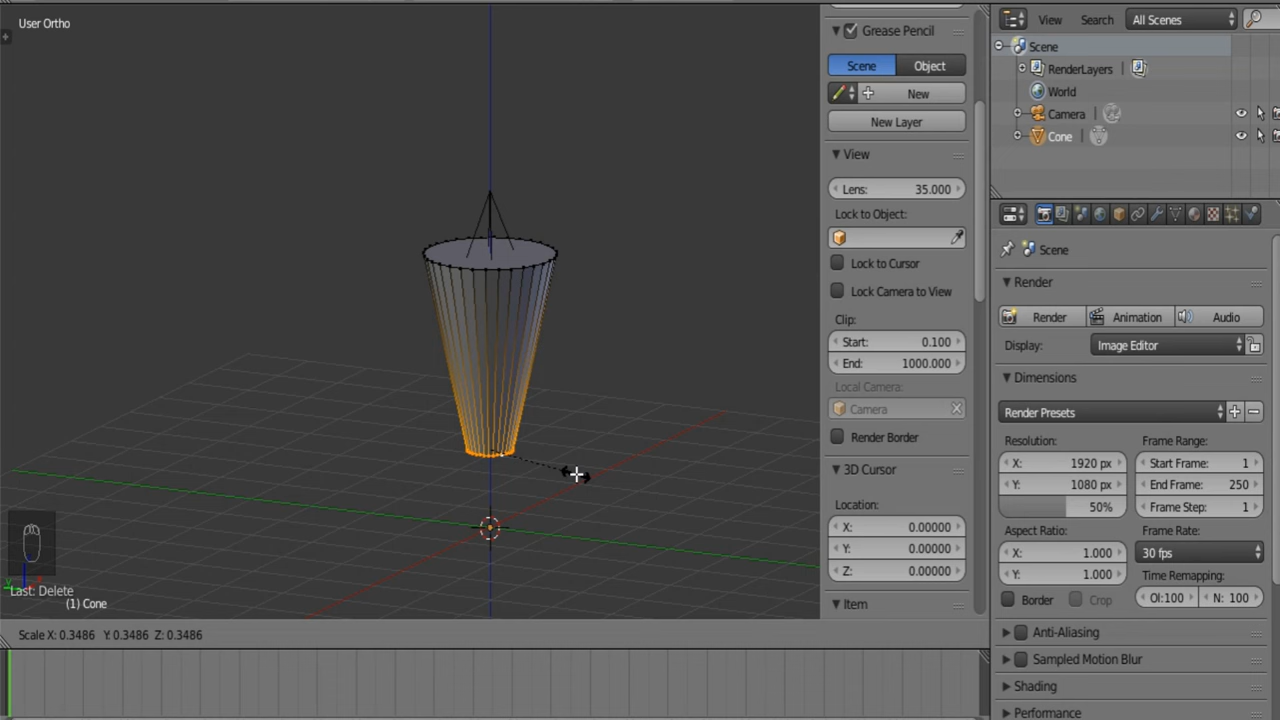 User Ortho
Last: Delete
(1) Cone
Scale X: 0.3486 Y: 0.3486 Z: 0.3486
Grease Pencil
Scene Object
New
New Layer
View
Lens: 35.000
Lock to Object:
Lock to Cursor
Lock Camera to View
Clip:
Start: 0.100
End: 1000.000
Local Camera:
Camera
Render Border
3D Cursor
Location:
X: 0.00000
Y: 0.00000
Z: 0.00000
Item
View Search All Scenes
Scene
RenderLayers
World
Camera
Cone
Scene
Render
Render Animation Audio
Display: Image Editor
Dimensions
Render Presets
Resolution: Frame Range:
X: 1920 px Start Frame: 1
Y: 1080 px End Frame: 250
50% Frame Step: 1
Aspect Ratio: Frame Rate:
X: 1.000 30 fps
Y: 1.000 Time Remapping:
Border Crop Ol:100 N: 100
Anti-Aliasing
Sampled Motion Blur
Shading
Performance